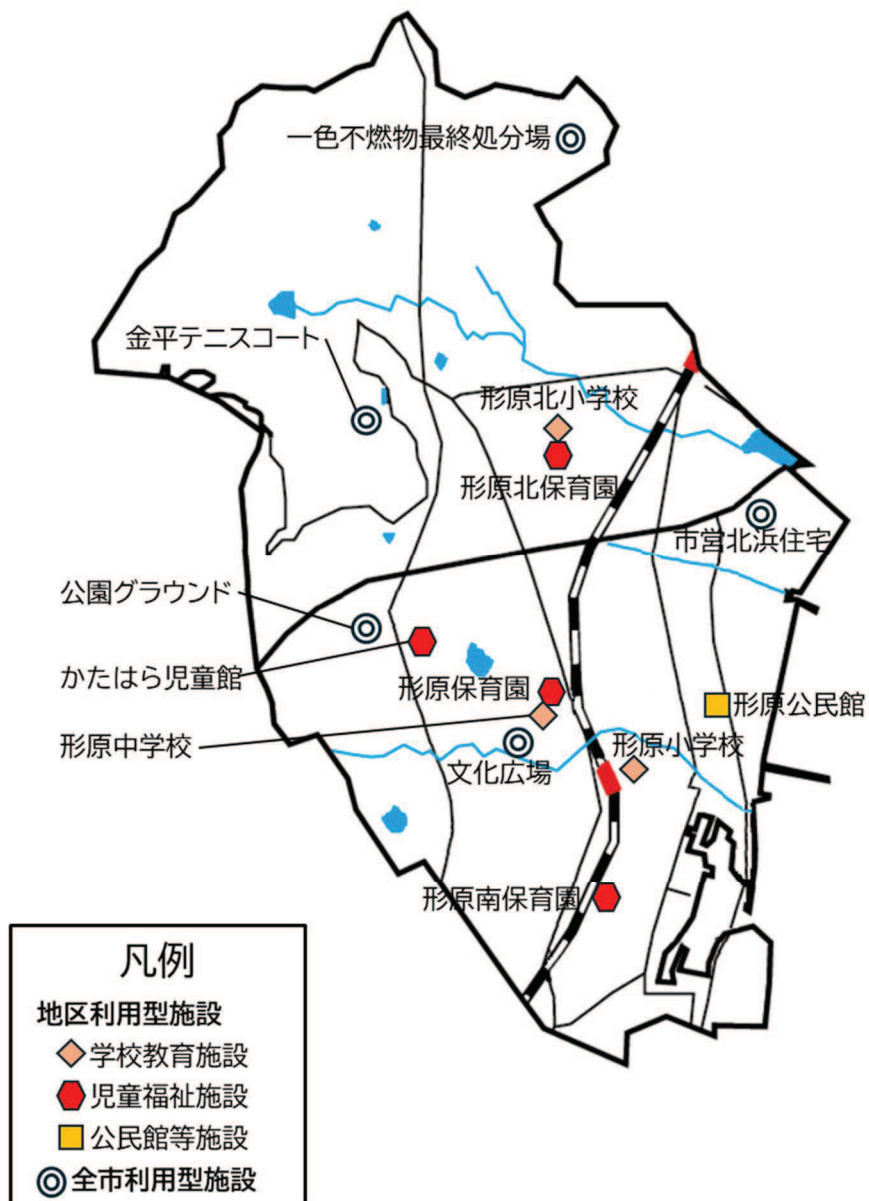 一色不燃物最終処分場
金平テニスコート
形原北小学校
形原北保育園
市営北浜住宅
公園グラウンド
かたはら児童館
形原保育園
形原公民館
形原中学校
形原小学校
文化広場
形原南保育園
凡例
地区利用型施設
学校教育施設
児童福祉施設
公民館等施設
全市利用型施設